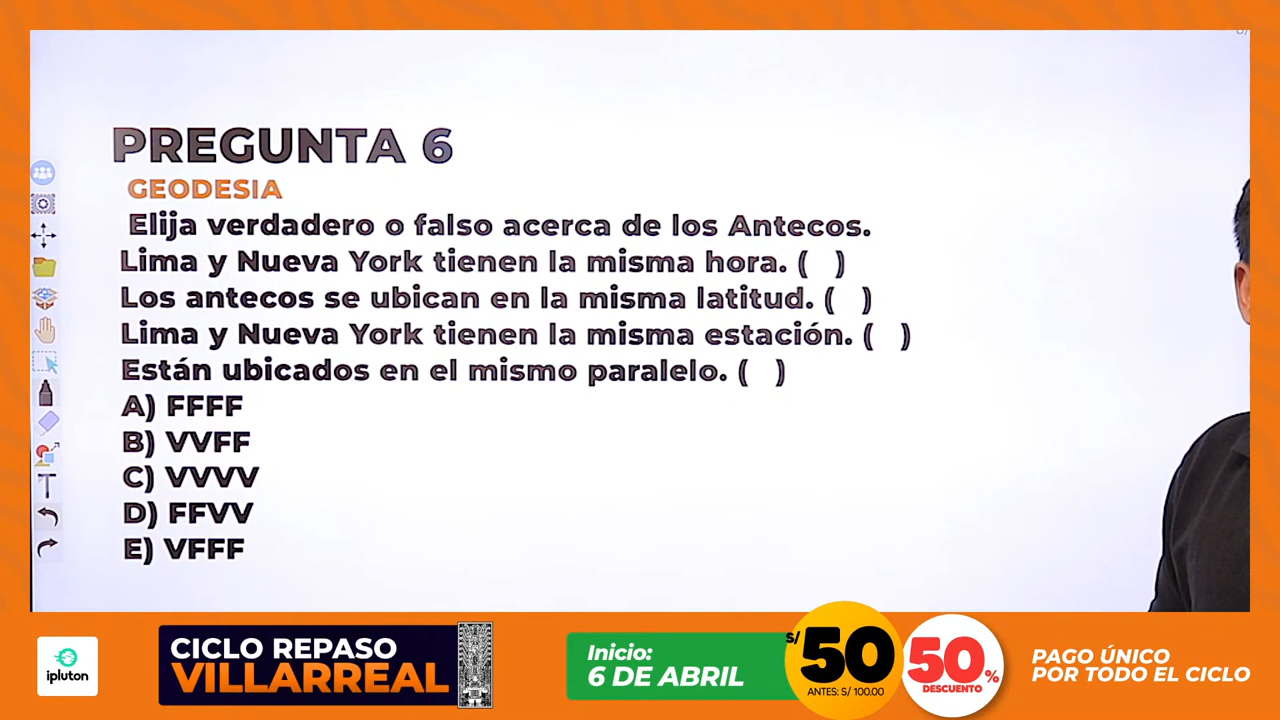 PREGUNTA 6
GEODESIA
Elija verdadero o falso acerca de los Antecos.
Lima y Nueva York tienen la misma hora. ( )
Los antecos se ubican en la misma latitud. ( )
Lima y Nueva York tienen la misma estación. ( )
Están ubicados en el mismo paralelo. ( )
A) FFFF
B) VVFF
C) VVVV
D) FFVV
E) VFFF
ipluton
CICLO REPASO
VILLARREAL
Inicio:
6 DE ABRIL
S/ 50
ANTES: S/ 100.00
50%
DESCUENTO
PAGO ÚNICO
POR TODO EL CICLO